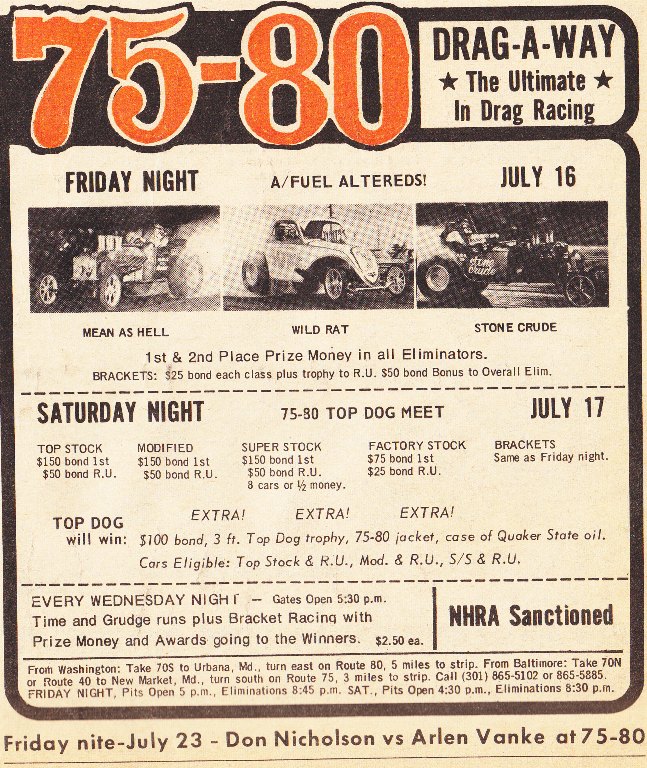 75-80
DRAG-A-WAY
★ The Ultimate ★
In Drag Racing
FRIDAY NIGHT A/FUEL ALTEREDS! JULY 16
Stone Crude
MEAN AS HELL WILD RAT STONE CRUDE
1st & 2nd Place Prize Money in all Eliminators.
BRACKETS: $25 bond each class plus trophy to R.U. $50 bond Bonus to Overall Elim.
SATURDAY NIGHT 75-80 TOP DOG MEET JULY 17
TOP STOCK
$150 bond 1st
$50 bond R.U.
MODIFIED
$150 bond 1st
$50 bond R.U.
SUPER STOCK
$150 bond 1st
$50 bond R.U.
8 cars or ½ money.
FACTORY STOCK
$75 bond 1st
$25 bond R.U.
BRACKETS
Same as Friday night.
EXTRA! EXTRA! EXTRA!
TOP DOG
will win: $100 bond, 3 ft. Top Dog trophy, 75-80 jacket, case of Quaker State oil.
Cars Eligible: Top Stock & R.U., Mod. & R.U., S/S & R.U.
EVERY WEDNESDAY NIGHT — Gates Open 5:30 p.m.
Time and Grudge runs plus Bracket Racing with
Prize Money and Awards going to the Winners. $2.50 ea.
NHRA Sanctioned
From Washington: Take 70S to Urbana, Md., turn east on Route 80, 5 miles to strip. From Baltimore: Take 70N
or Route 40 to New Market, Md., turn south on Route 75, 3 miles to strip. Call (301) 865-5102 or 865-5885.
FRIDAY NIGHT, Pits Open 5 p.m., Eliminations 8:45 p.m. SAT., Pits Open 4:30 p.m., Eliminations 8:30 p.m.
Friday nite-July 23 - Don Nicholson vs Arlen Vanke at 75-80